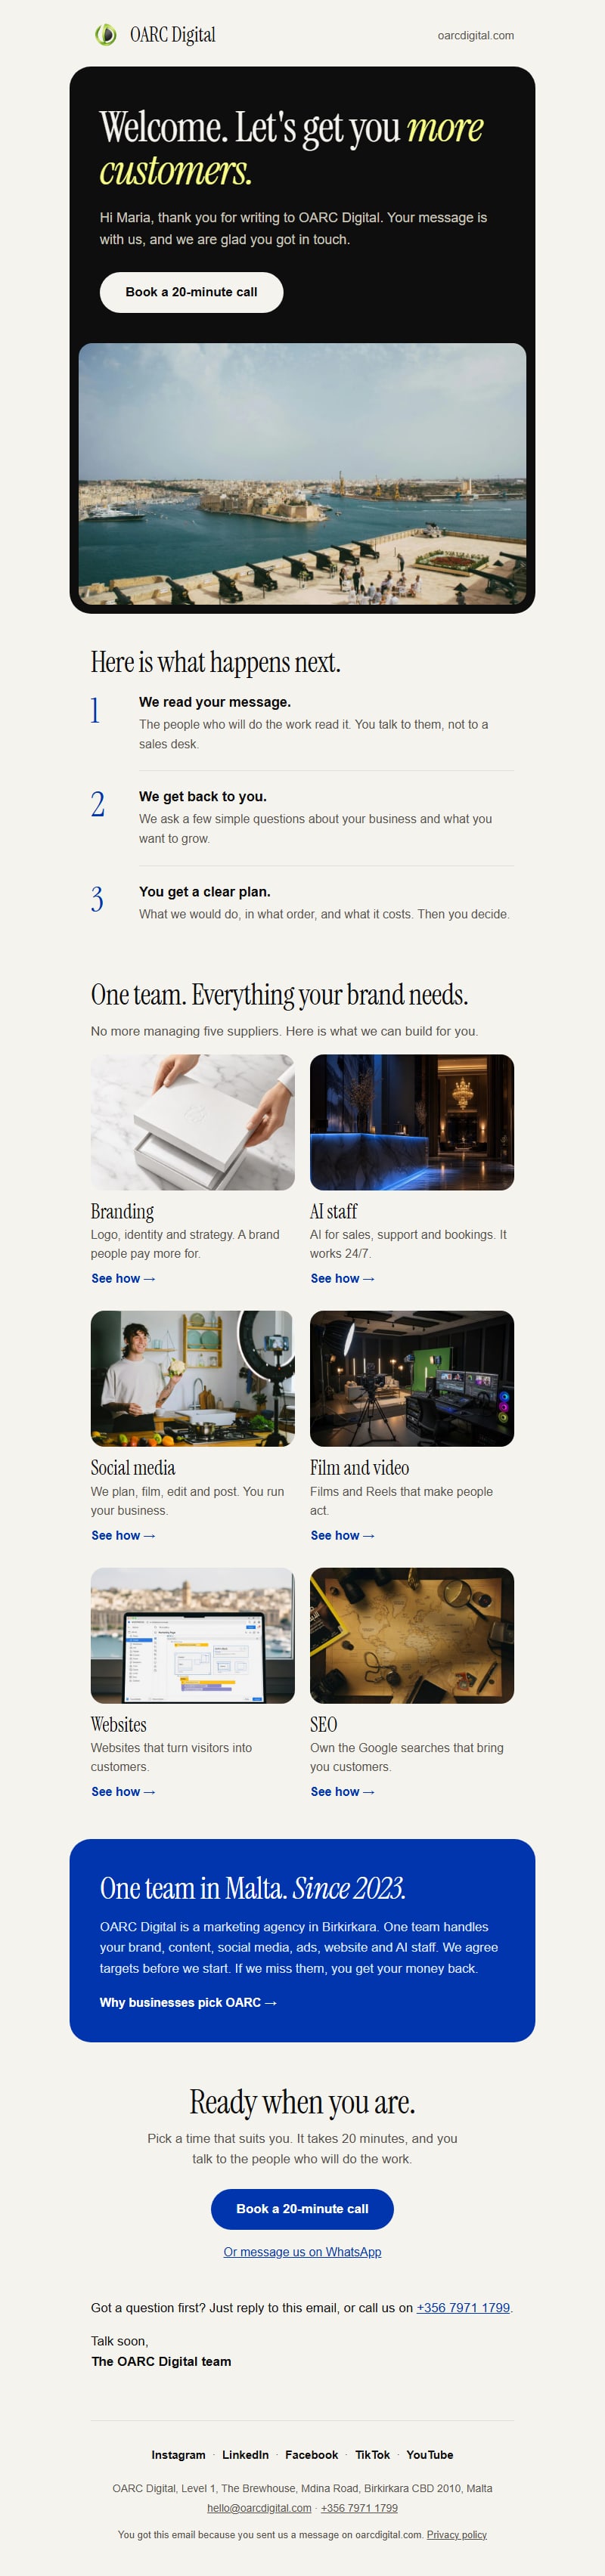 OARC Digital
oarcdigital.com
Welcome. Let's get you more
customers.
Hi Maria, thank you for writing to OARC Digital. Your message is
with us, and we are glad you got in touch.
Book a 20-minute call
Here is what happens next.
1
We read your message.
The people who will do the work read it. You talk to them, not to a
sales desk.
2
We get back to you.
We ask a few simple questions about your business and what you
want to grow.
3
You get a clear plan.
What we would do, in what order, and what it costs. Then you decide.
One team. Everything your brand needs.
No more managing five suppliers. Here is what we can build for you.
Branding
Logo, identity and strategy. A brand
people pay more for.
See how →
AI staff
AI for sales, support and bookings. It
works 24/7.
See how →
Social media
We plan, film, edit and post. You run
your business.
See how →
Film and video
Films and Reels that make people
act.
See how →
Websites
Websites that turn visitors into
customers.
See how →
SEO
Own the Google searches that bring
you customers.
See how →
One team in Malta. Since 2023.
OARC Digital is a marketing agency in Birkirkara. One team handles
your brand, content, social media, ads, website and AI staff. We agree
targets before we start. If we miss them, you get your money back.
Why businesses pick OARC →
Ready when you are.
Pick a time that suits you. It takes 20 minutes, and you
talk to the people who will do the work.
Book a 20-minute call
Or message us on WhatsApp
Got a question first? Just reply to this email, or call us on +356 7971 1799.
Talk soon,
The OARC Digital team
Instagram · LinkedIn · Facebook · TikTok · YouTube
OARC Digital, Level 1, The Brewhouse, Mdina Road, Birkirkara CBD 2010, Malta
hello@oarcdigital.com · +356 7971 1799
You got this email because you sent us a message on oarcdigital.com. Privacy policy